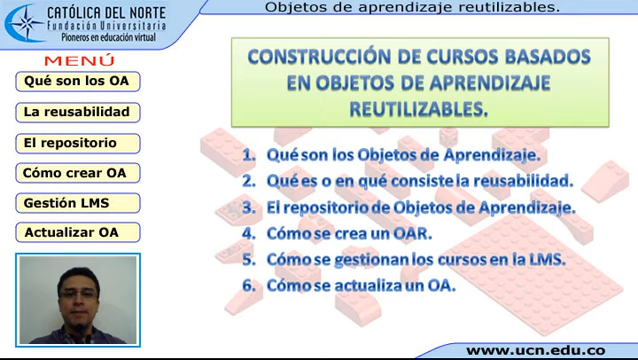 CATÓLICA DEL NORTE
Fundación Universitaria
Pioneros en educación virtual
Objetos de aprendizaje reutilizables.
MENÚ
Qué son los OA
La reusabilidad
El repositorio
Cómo crear OA
Gestión LMS
Actualizar OA
CONSTRUCCIÓN DE CURSOS BASADOS
EN OBJETOS DE APRENDIZAJE
REUTILIZABLES.
1. Qué son los Objetos de Aprendizaje.
2. Qué es o en qué consiste la reusabilidad.
3. El repositorio de Objetos de Aprendizaje.
4. Cómo se crea un OAR.
5. Cómo se gestionan los cursos en la LMS.
6. Cómo se actualiza un OA.
www.ucn.edu.co